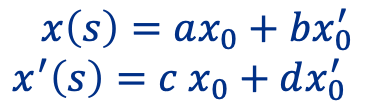 x(s) = ax₀ + bx₀′
x′(s) = c x₀ + dx₀′